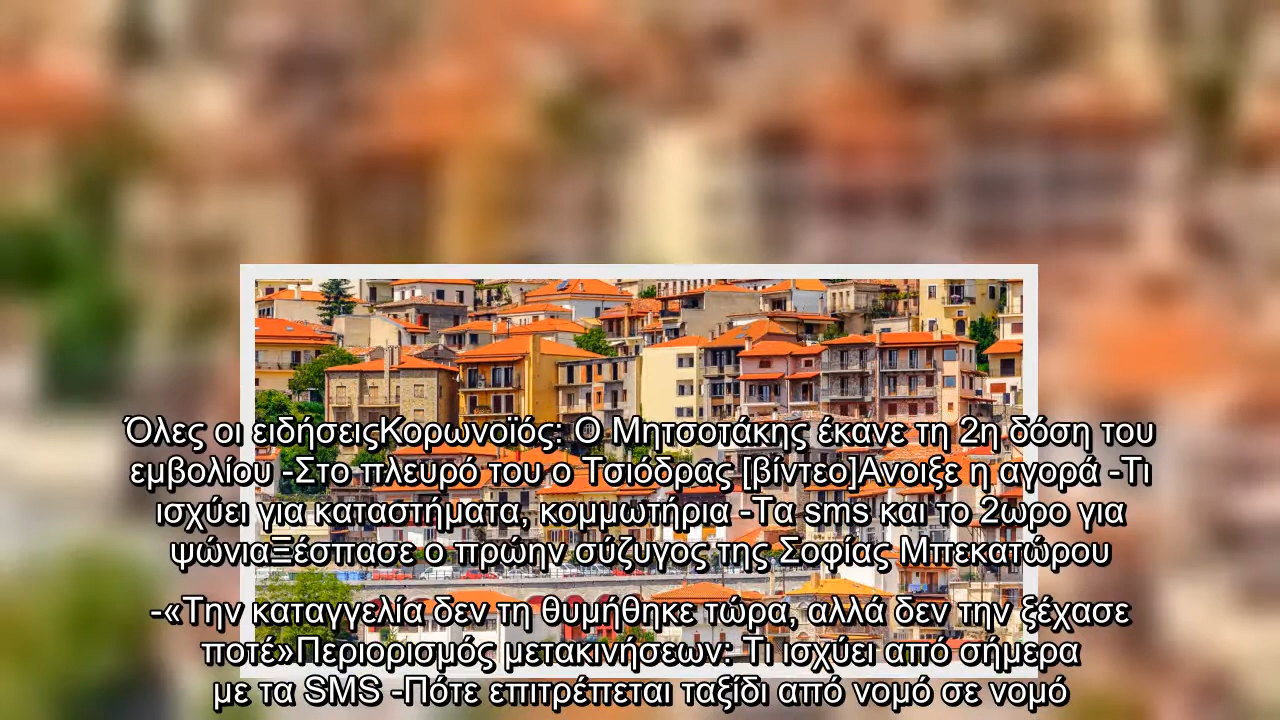 Όλες οι ειδήσειςΚορωνοϊός: Ο Μητσοτάκης έκανε τη 2η δόση του
εμβολίου -Στο πλευρό του ο Τσιόδρας [βίντεο]Ανοιξε η αγορά -Τι
ισχύει για καταστήματα, κομμωτήρια -Τα sms και το 2ωρο για
ψώνιαΞέσπασε ο πρώην σύζυγος της Σοφίας Μπεκατώρου
-«Την καταγγελία δεν τη θυμήθηκε τώρα, αλλά δεν την ξέχασε
ποτέ»Περιορισμός μετακινήσεων: Τι ισχύει από σήμερα
με τα SMS -Πότε επιτρέπεται ταξίδι από νομό σε νομό